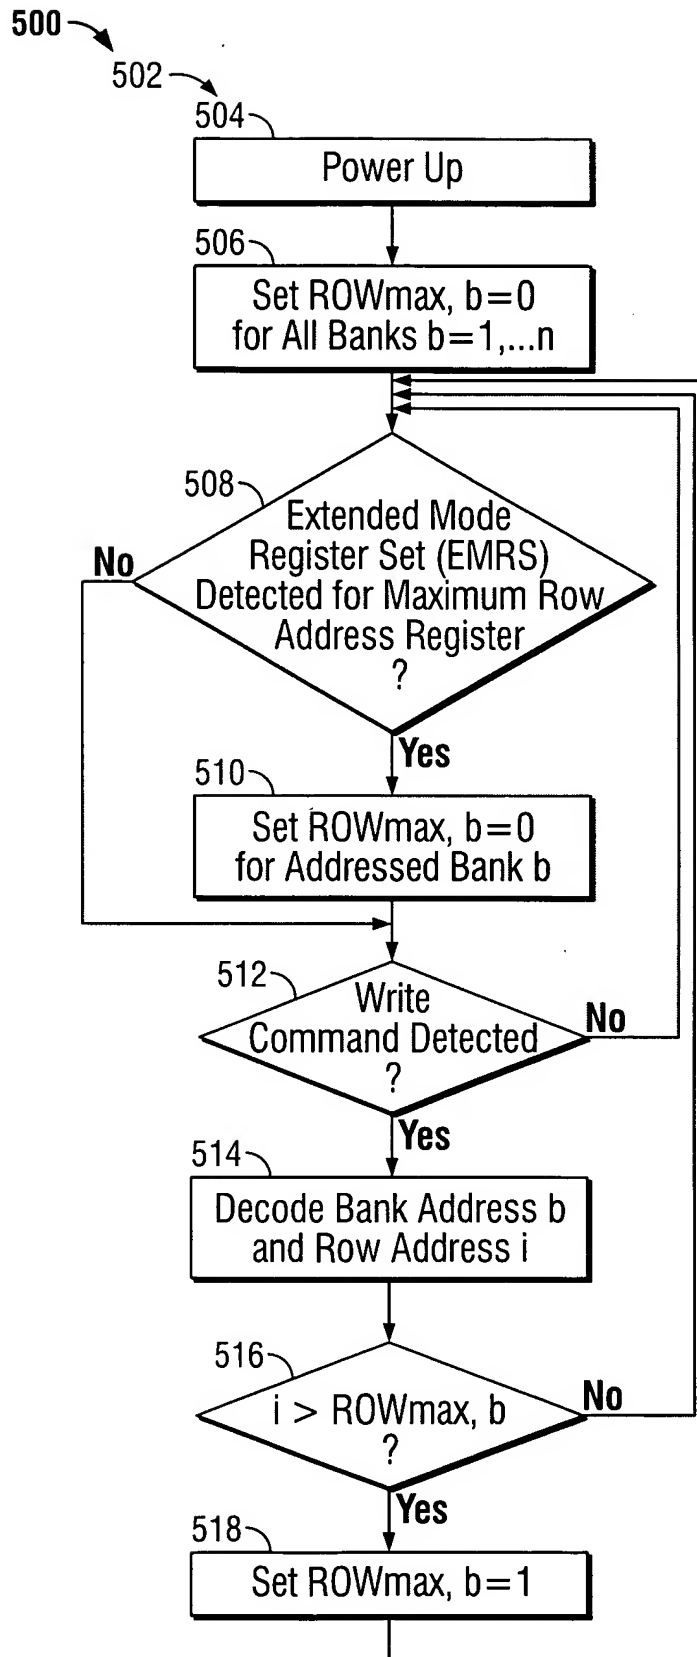 500
502
504
Power Up
506
Set ROWmax, b=0
for All Banks b=1,...n
508
Extended Mode
Register Set (EMRS)
Detected for Maximum Row
Address Register
?
No
Yes
510
Set ROWmax, b=0
for Addressed Bank b
512
Write
Command Detected
?
No
Yes
514
Decode Bank Address b
and Row Address i
516
i > ROWmax, b
?
No
Yes
518
Set ROWmax, b=1